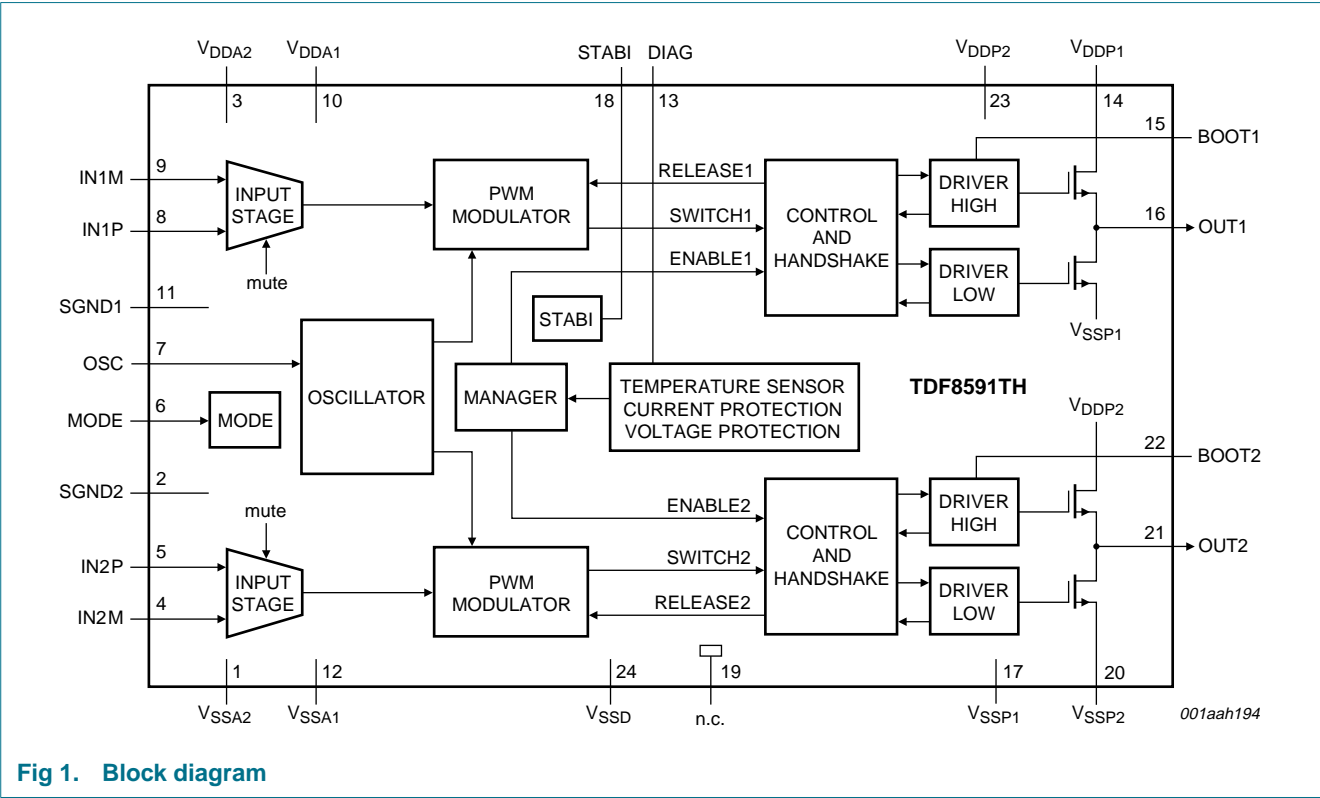 VDDA2 VDDA1 STABI DIAG VDDP2 VDDP1
3 10 18 13 23 14
15 BOOT1
IN1M 9
INPUT
STAGE
PWM
MODULATOR
RELEASE1
CONTROL
AND
HANDSHAKE
DRIVER
HIGH
IN1P 8
SWITCH1
16 OUT1
mute
ENABLE1
DRIVER
LOW
SGND1 11
STABI
VSSP1
OSC 7
OSCILLATOR
MANAGER
TEMPERATURE SENSOR
CURRENT PROTECTION
VOLTAGE PROTECTION
TDF8591TH
MODE 6
MODE
VDDP2
22 BOOT2
SGND2 2
mute
ENABLE2
CONTROL
AND
HANDSHAKE
DRIVER
HIGH
IN2P 5
INPUT
STAGE
PWM
MODULATOR
SWITCH2
21 OUT2
IN2M 4
RELEASE2
DRIVER
LOW
1 12 24 19 17 20
VSSA2 VSSA1 VSSD n.c. VSSP1 VSSP2
001aah194
Fig 1. Block diagram